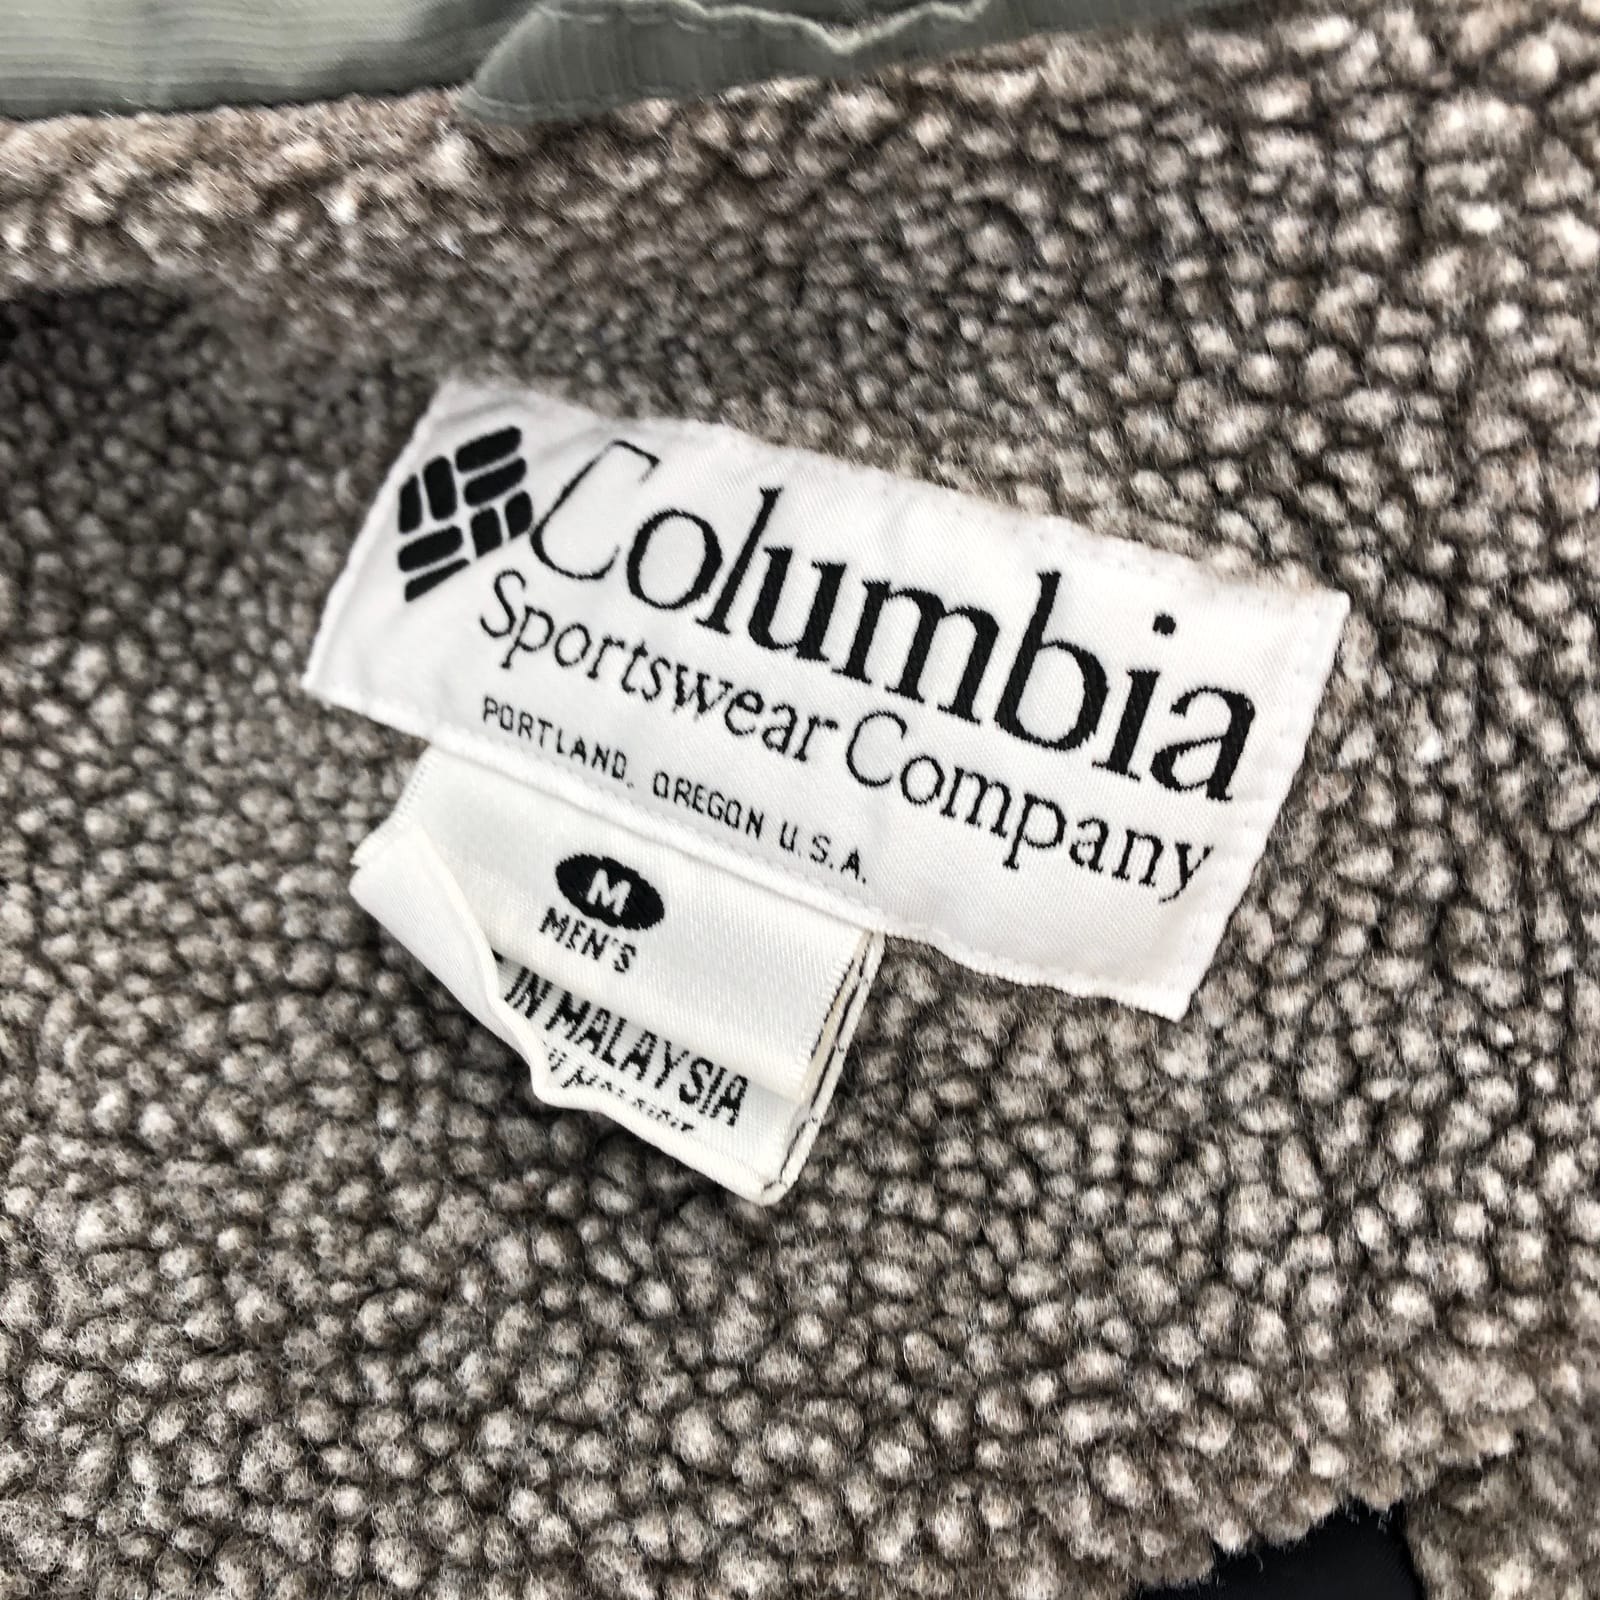 Columbia
Sportswear Company
PORTLAND, OREGON U.S.A.
M
MEN'S
IN MALAYSIA